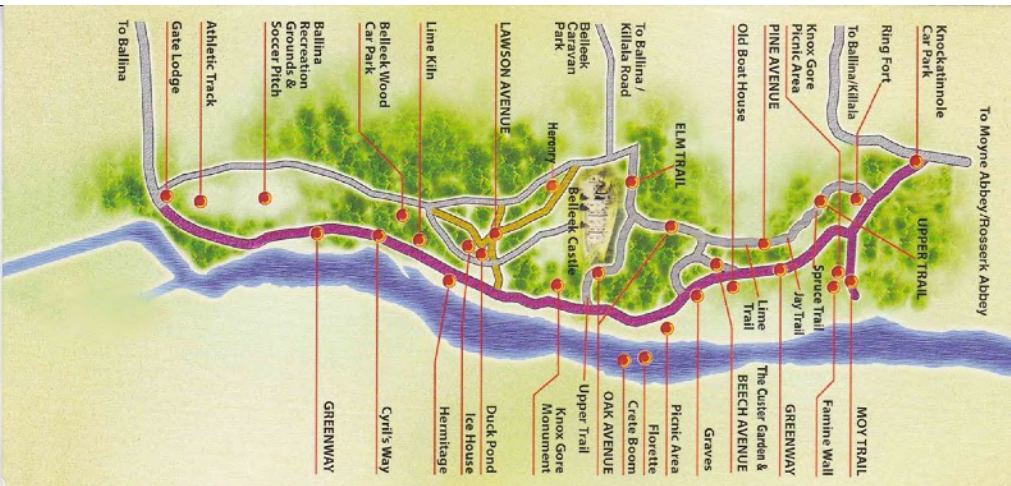 To Moyne Abbey/Rosserk Abbey
Knockatinnole
Car Park
Ring Fort
To Ballina/Killala
Knox Gore
Picnic Area
PINE AVENUE
Old Boat House
ELM TRAIL
To Ballina /
Killala Road
Belleek
Caravan
Park
Heronry
LAWSON AVENUE
Lime Kiln
Belleek Wood
Car Park
Ballina
Recreation
Grounds &
Soccer Pitch
Athletic Track
Gate Lodge
To Ballina
UPPER TRAIL
Spruce Trail
Jay Trail
Lime
Trail
Belleek Castle
MOY TRAIL
Famine Wall
GREENWAY
The Custer Garden &
BEECH AVENUE
Graves
Picnic Area
Florette
Crete Boom
OAK AVENUE
Upper Trail
Knox Gore
Monument
Duck Pond
Ice House
Hermitage
Cyril's Way
GREENWAY